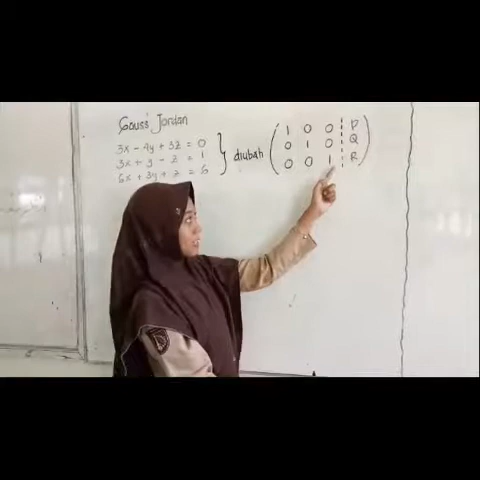 Gauss Jordan
3x - 4y + 3z = 0
3x + y - z = 1
6x + 3y + z = 6
diubah
1 0 0 P
0 1 0 Q
0 0 1 R